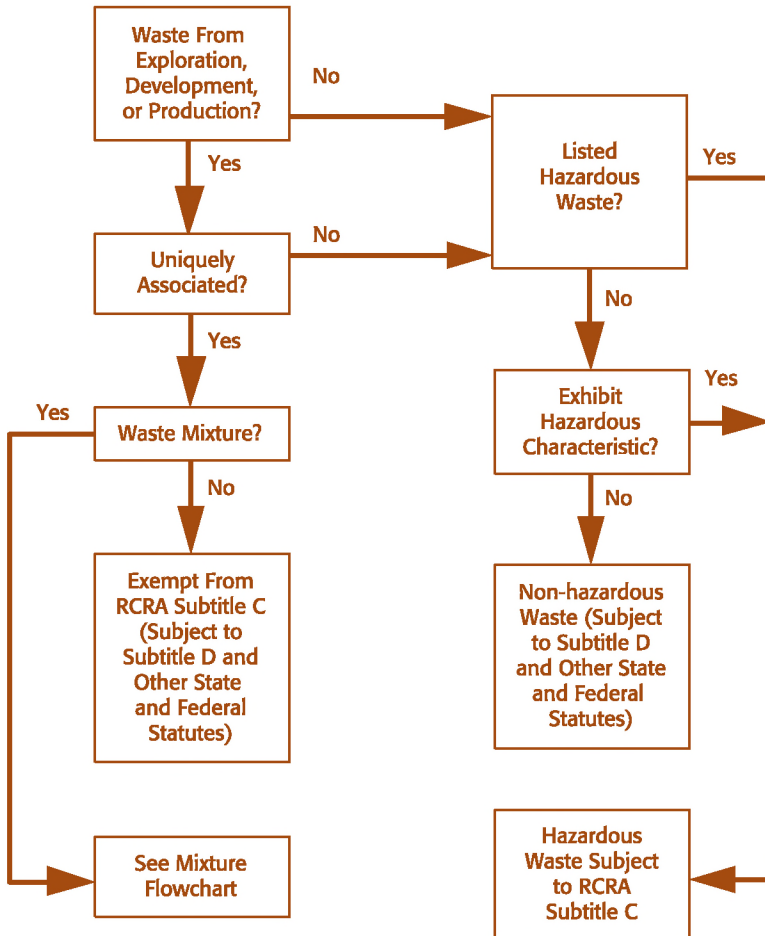 Waste From
Exploration,
Development,
or Production?
No
Yes
Listed
Hazardous
Waste?
Yes
Uniquely
Associated?
No
Yes
No
Yes
Waste Mixture?
No
Exhibit
Hazardous
Characteristic?
Yes
No
Exempt From
RCRA Subtitle C
(Subject to
Subtitle D and
Other State
and Federal
Statutes)
Non-hazardous
Waste (Subject
to Subtitle D
and Other State
and Federal
Statutes)
See Mixture
Flowchart
Hazardous
Waste Subject
to RCRA
Subtitle C